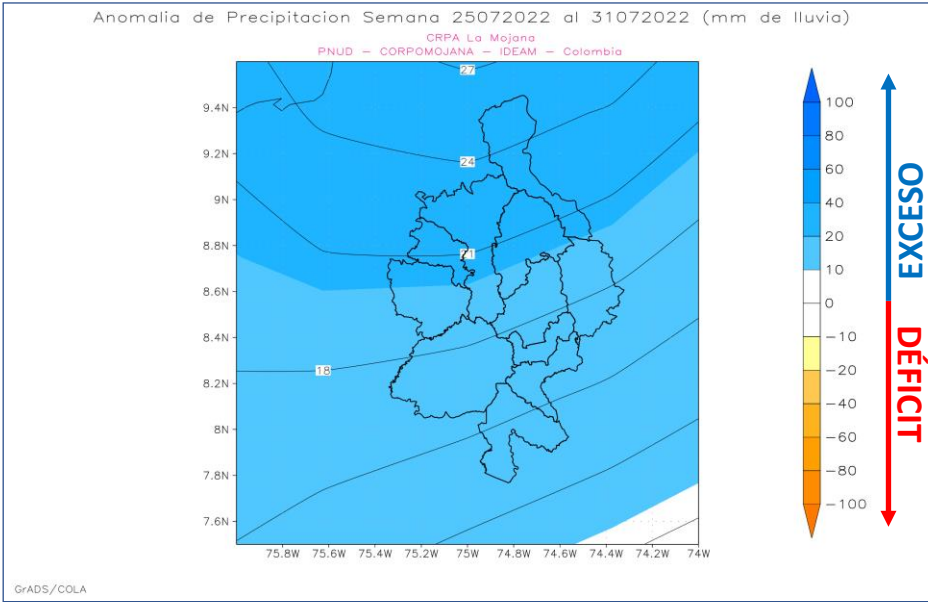 Anomalia de Precipitacion Semana 25072022 al 31072022 (mm de lluvia)
CRPA La Mojana
PNUD – CORPOMOJANA – IDEAM – Colombia
27
24
21
18
9.4N
9.2N
9N
8.8N
8.6N
8.4N
8.2N
8N
7.8N
7.6N
75.8W 75.6W 75.4W 75.2W 75W 74.8W 74.6W 74.4W 74.2W 74W
100
80
60
40
20
10
0
−10
−20
−40
−60
−80
−100
EXCESO
DÉFICIT
GrADS/COLA